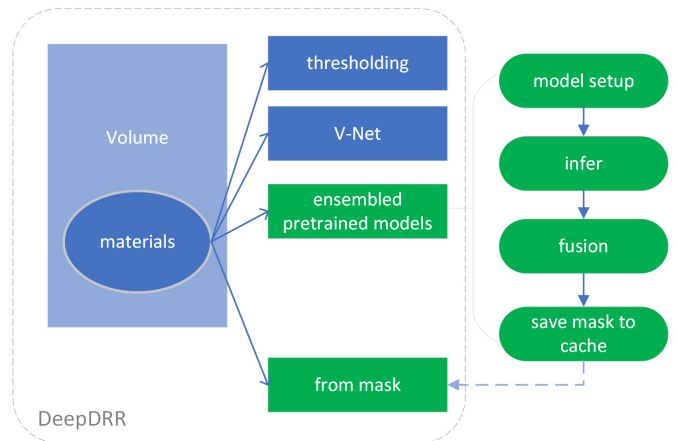 Volume
materials
thresholding
V-Net
ensembled
pretrained models
from mask
DeepDRR
model setup
infer
fusion
save mask to
cache